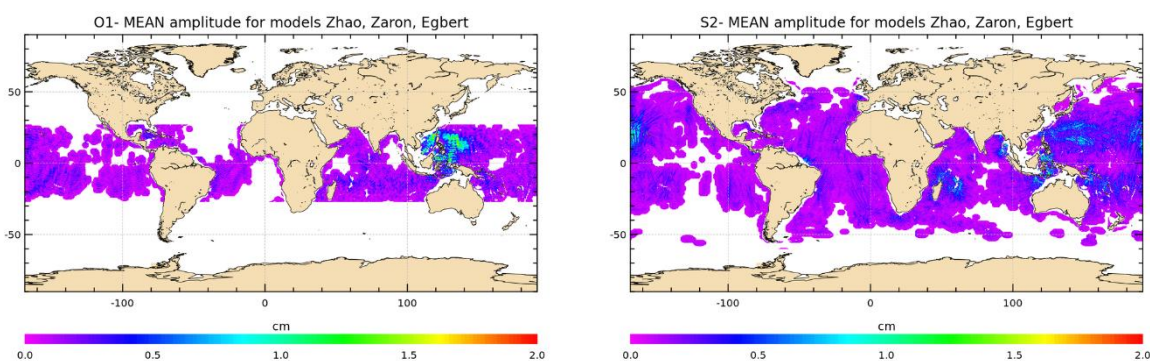 O1- MEAN amplitude for models Zhao, Zaron, Egbert
50
0
-50
-100 0 100
cm
0.0 0.5 1.0 1.5 2.0
S2- MEAN amplitude for models Zhao, Zaron, Egbert
50
0
-50
-100 0 100
cm
0.0 0.5 1.0 1.5 2.0